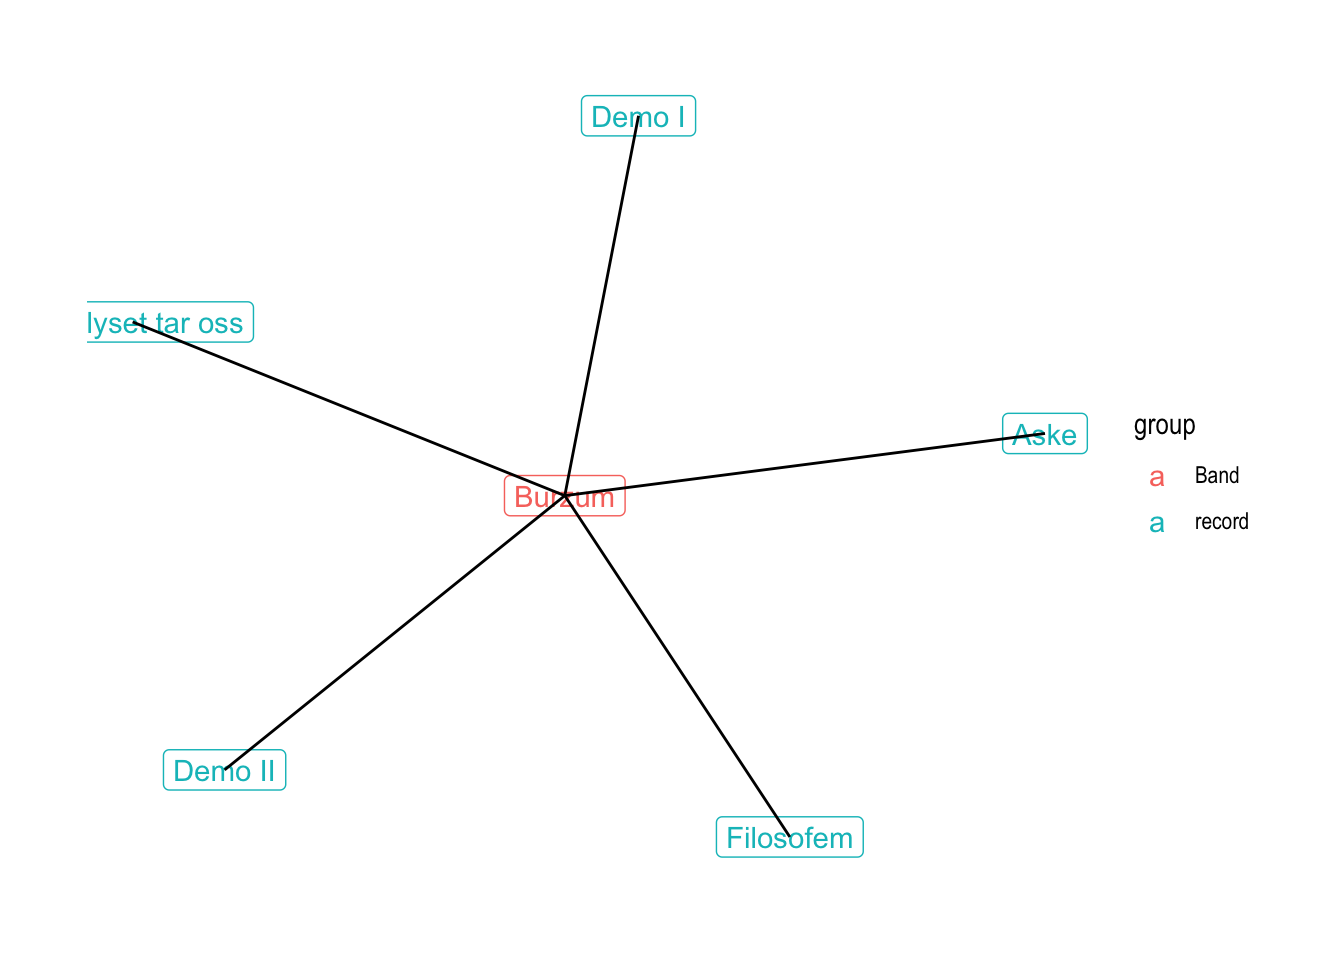 Demo I
lyset tar oss
Aske
Burzum
Demo II
Filosofem
group
a Band
a record